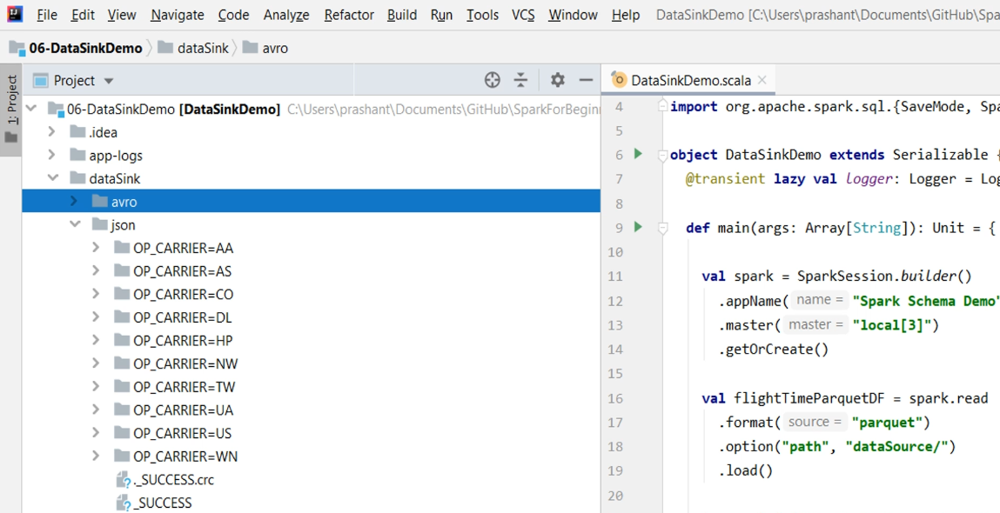 File Edit View Navigate Code Analyze Refactor Build Run Tools VCS Window Help DataSinkDemo [C:\Users\prashant\Documents\GitHub\Spa
06-DataSinkDemo dataSink avro
1: Project
Project
06-DataSinkDemo [DataSinkDemo] C:\Users\prashant\Documents\GitHub\SparkForBeginn
.idea
app-logs
dataSink
avro
json
OP_CARRIER=AA
OP_CARRIER=AS
OP_CARRIER=CO
OP_CARRIER=DL
OP_CARRIER=HP
OP_CARRIER=NW
OP_CARRIER=TW
OP_CARRIER=UA
OP_CARRIER=US
OP_CARRIER=WN
._SUCCESS.crc
_SUCCESS
DataSinkDemo.scala
4 import org.apache.spark.sql.{SaveMode, Spa
5
6 object DataSinkDemo extends Serializable {
7 @transient lazy val logger: Logger = Log
8
9 def main(args: Array[String]): Unit = {
10
11 val spark = SparkSession.builder()
12 .appName( name = "Spark Schema Demo"
13 .master( master = "local[3]")
14 .getOrCreate()
15
16 val flightTimeParquetDF = spark.read
17 .format( source = "parquet")
18 .option("path", "dataSource/")
19 .load()
20